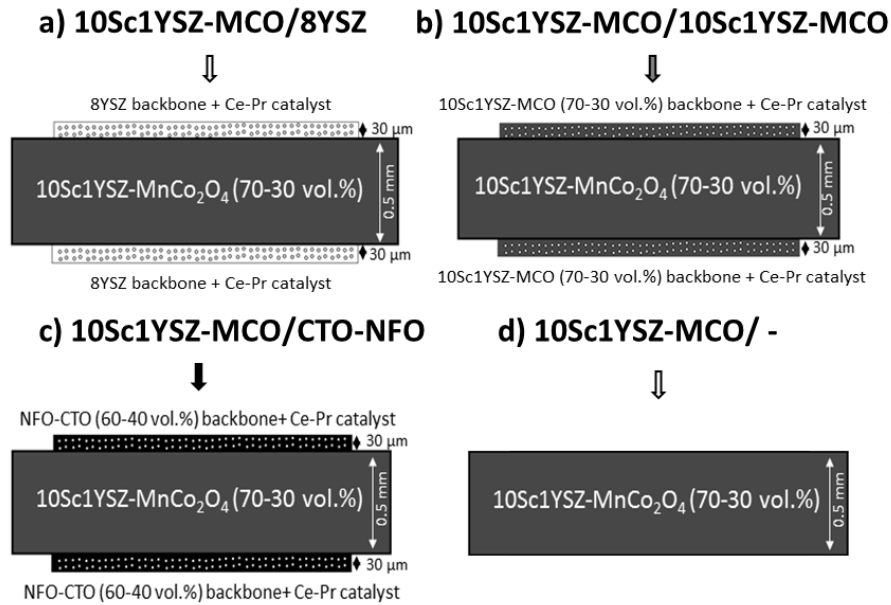 a) 10Sc1YSZ-MCO/8YSZ
8YSZ backbone + Ce-Pr catalyst
30 µm
10Sc1YSZ-MnCo₂O₄ (70-30 vol.%)
0.5 mm
30 µm
8YSZ backbone + Ce-Pr catalyst
b) 10Sc1YSZ-MCO/10Sc1YSZ-MCO
10Sc1YSZ-MCO (70-30 vol.%) backbone + Ce-Pr catalyst
30 µm
10Sc1YSZ-MnCo₂O₄ (70-30 vol.%)
0.5 mm
30 µm
10Sc1YSZ-MCO (70-30 vol.%) backbone + Ce-Pr catalyst
c) 10Sc1YSZ-MCO/CTO-NFO
NFO-CTO (60-40 vol.%) backbone+ Ce-Pr catalyst
30 µm
10Sc1YSZ-MnCo₂O₄ (70-30 vol.%)
0.5 mm
30 µm
NFO-CTO (60-40 vol.%) backbone+ Ce-Pr catalyst
d) 10Sc1YSZ-MCO/ -
10Sc1YSZ-MnCo₂O₄ (70-30 vol.%)
0.5 mm